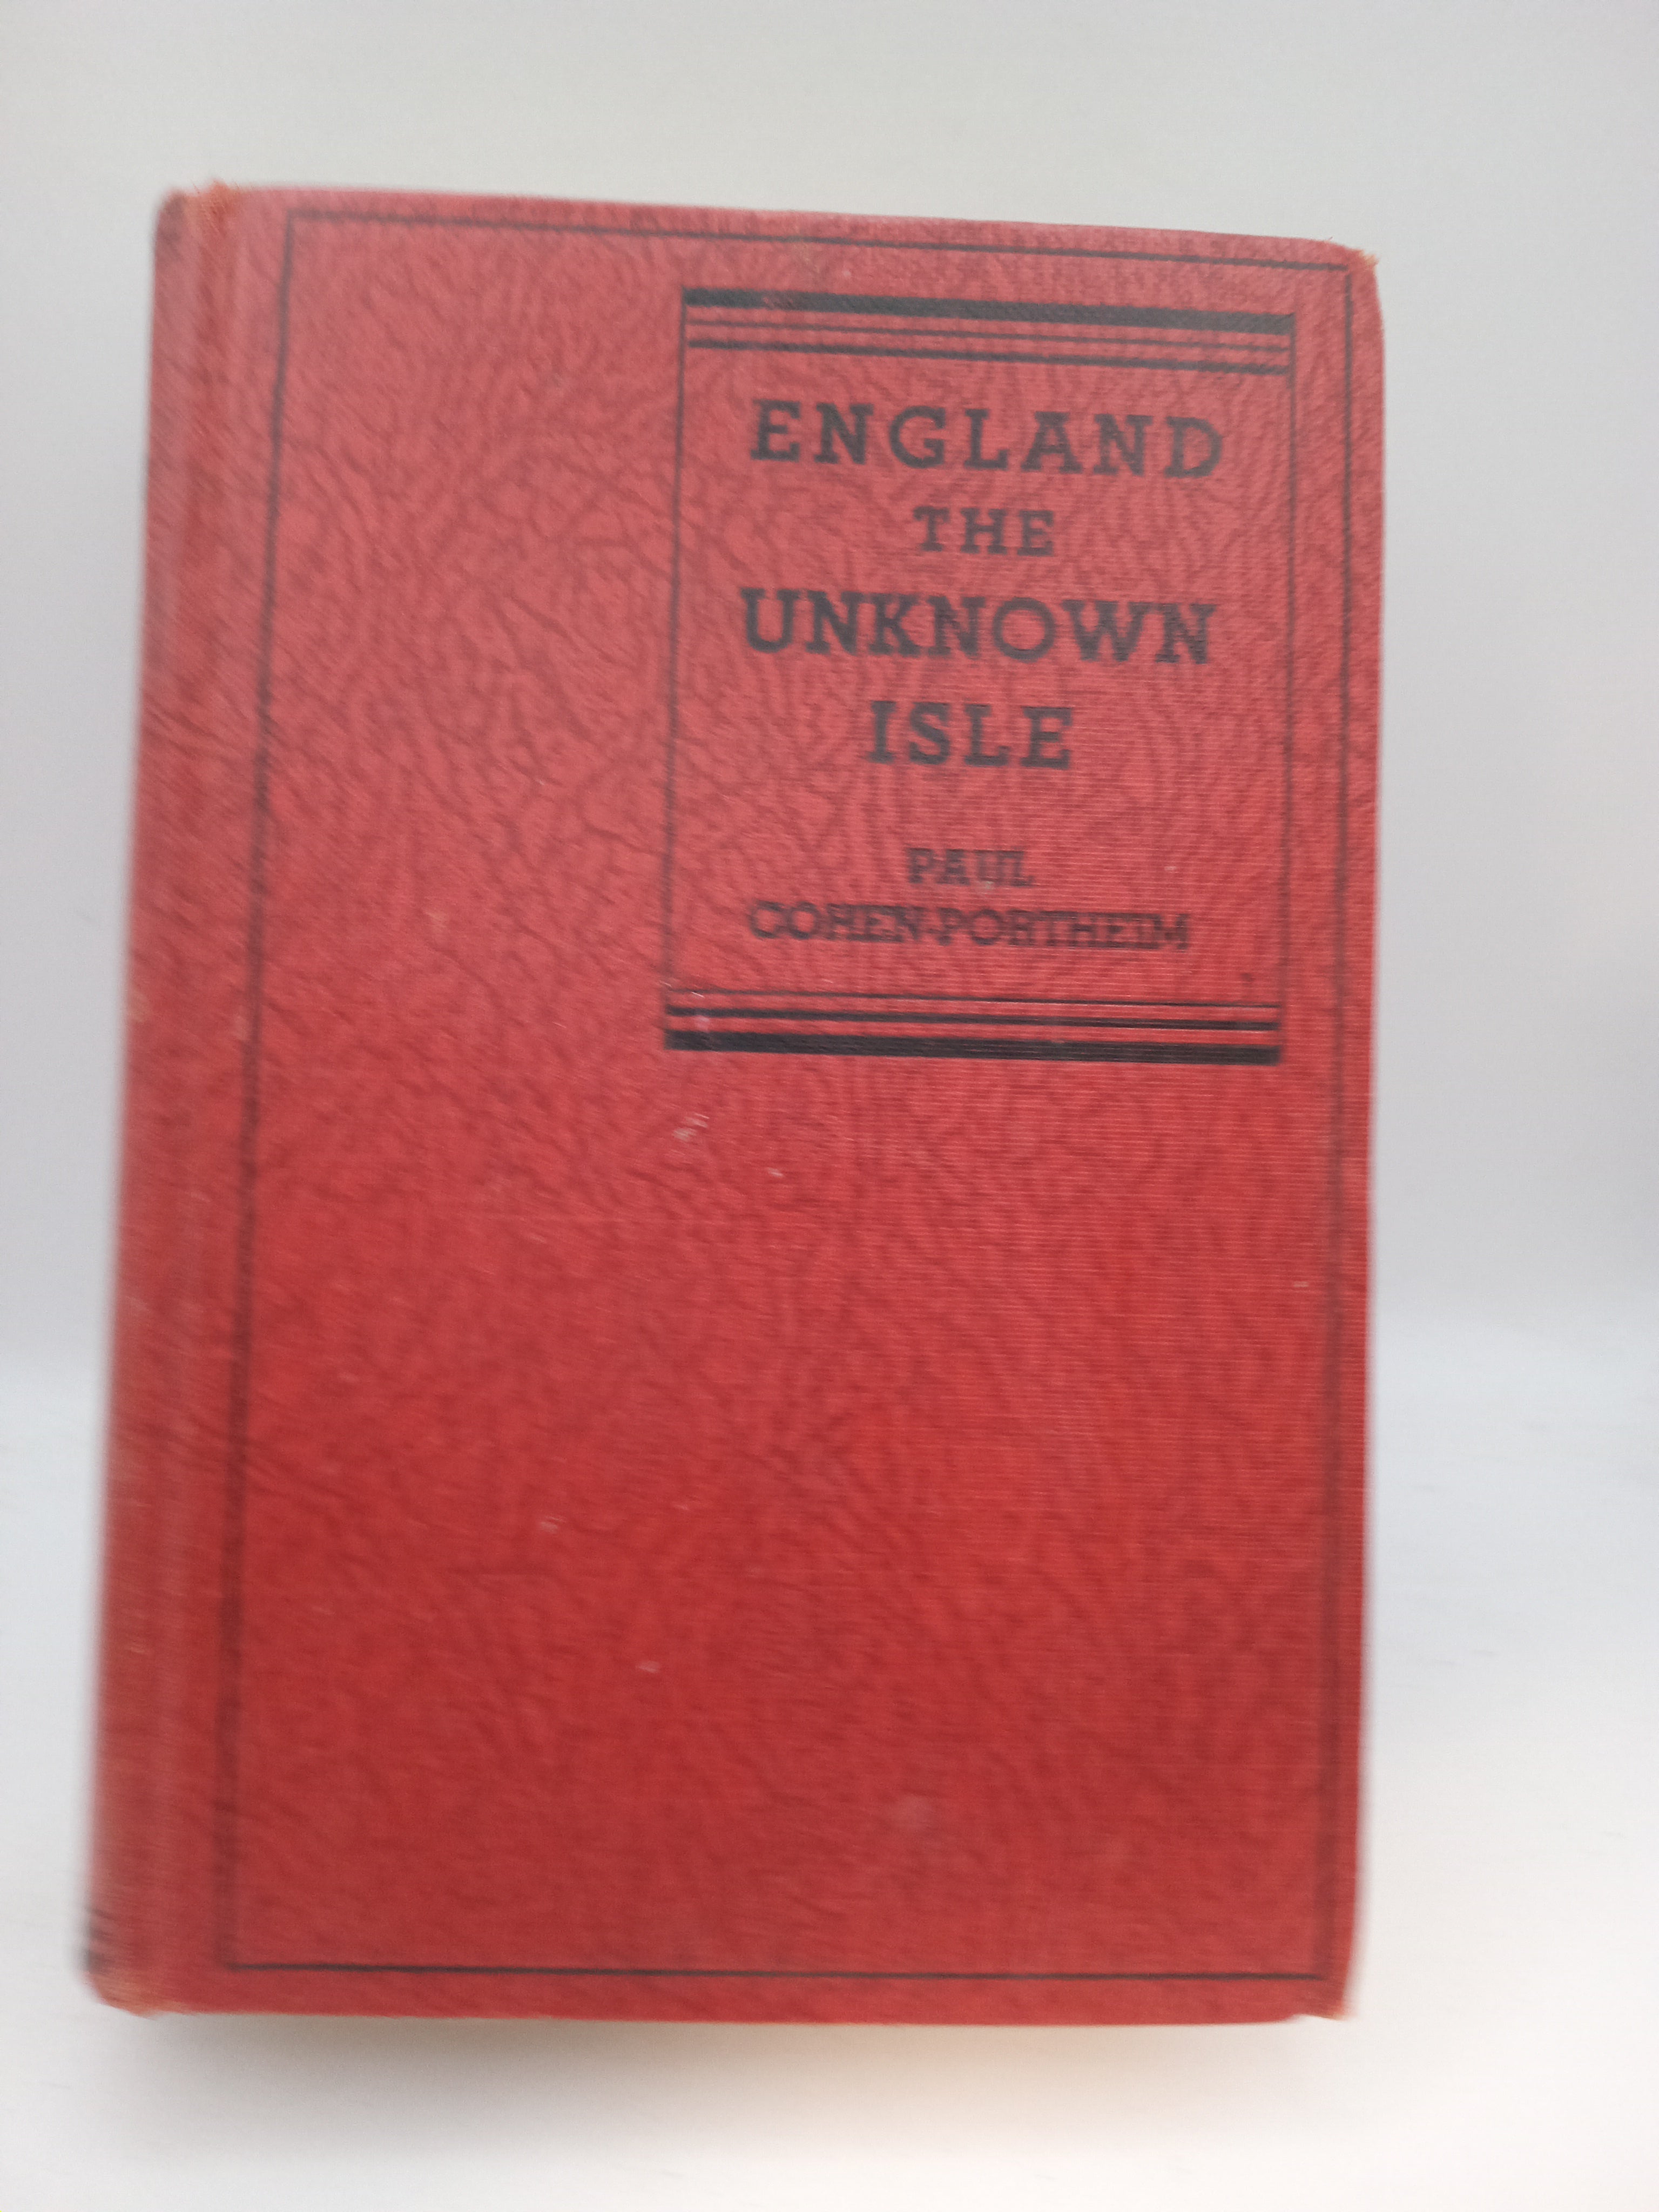 ENGLAND
THE
UNKNOWN
ISLE
PAUL
COHEN-PORTHEIM